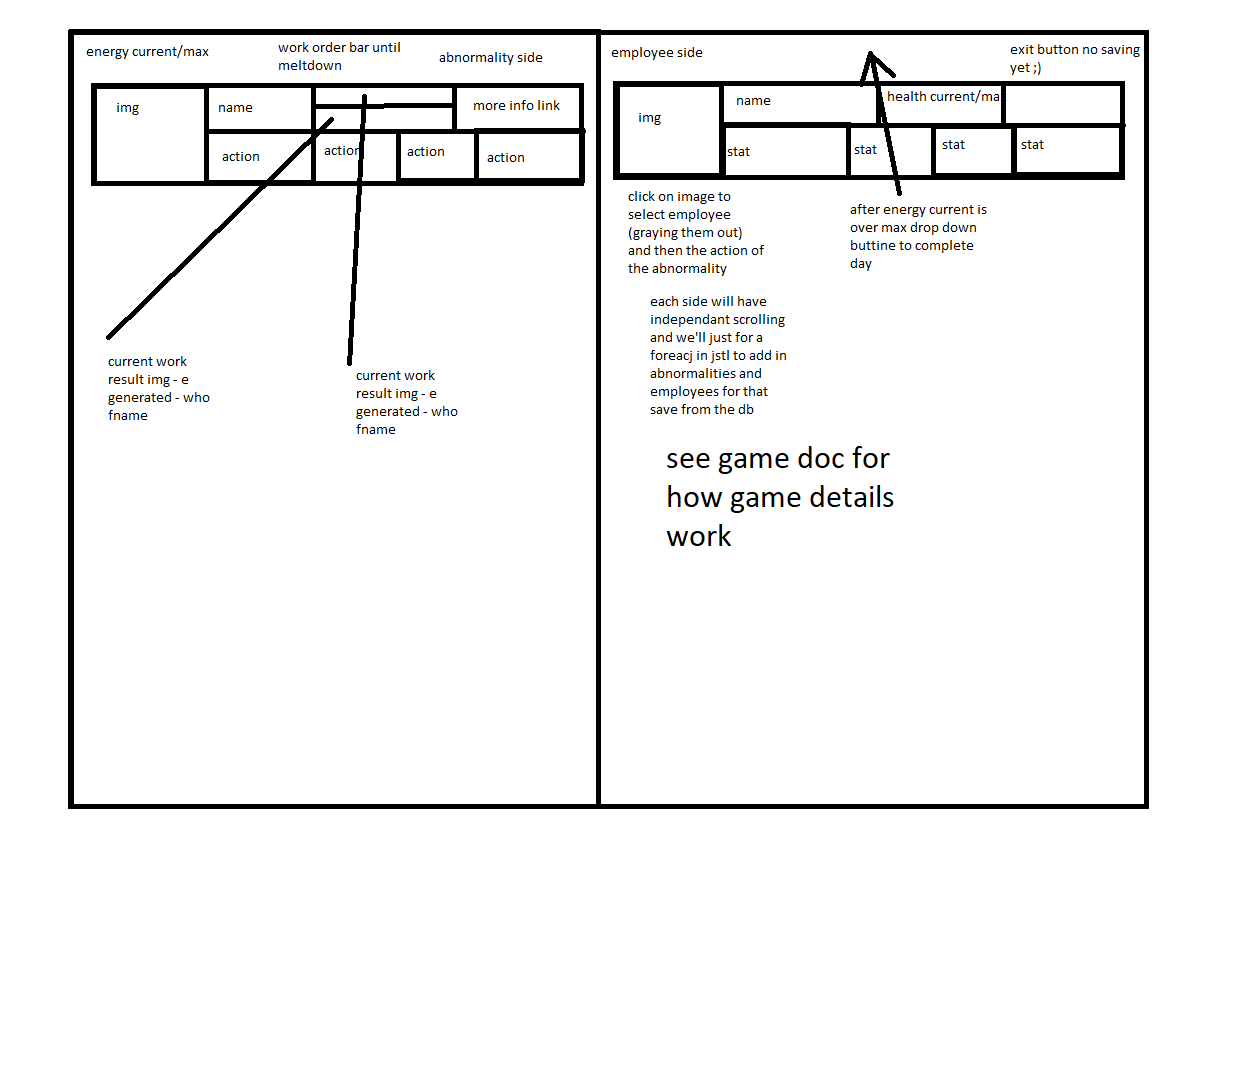 energy current/max
work order bar until
meltdown
abnormality side
img
name
more info link
action
action
action
action
current work
result img - e
generated - who
fname
current work
result img - e
generated - who
fname
employee side
exit button no saving
yet ;)
img
name
health current/ma
stat
stat
stat
stat
click on image to
select employee
(graying them out)
and then the action of
the abnormality
after energy current is
over max drop down
buttine to complete
day
each side will have
independant scrolling
and we'll just for a
foreacj in jstl to add in
abnormalities and
employees for that
save from the db
see game doc for
how game details
work